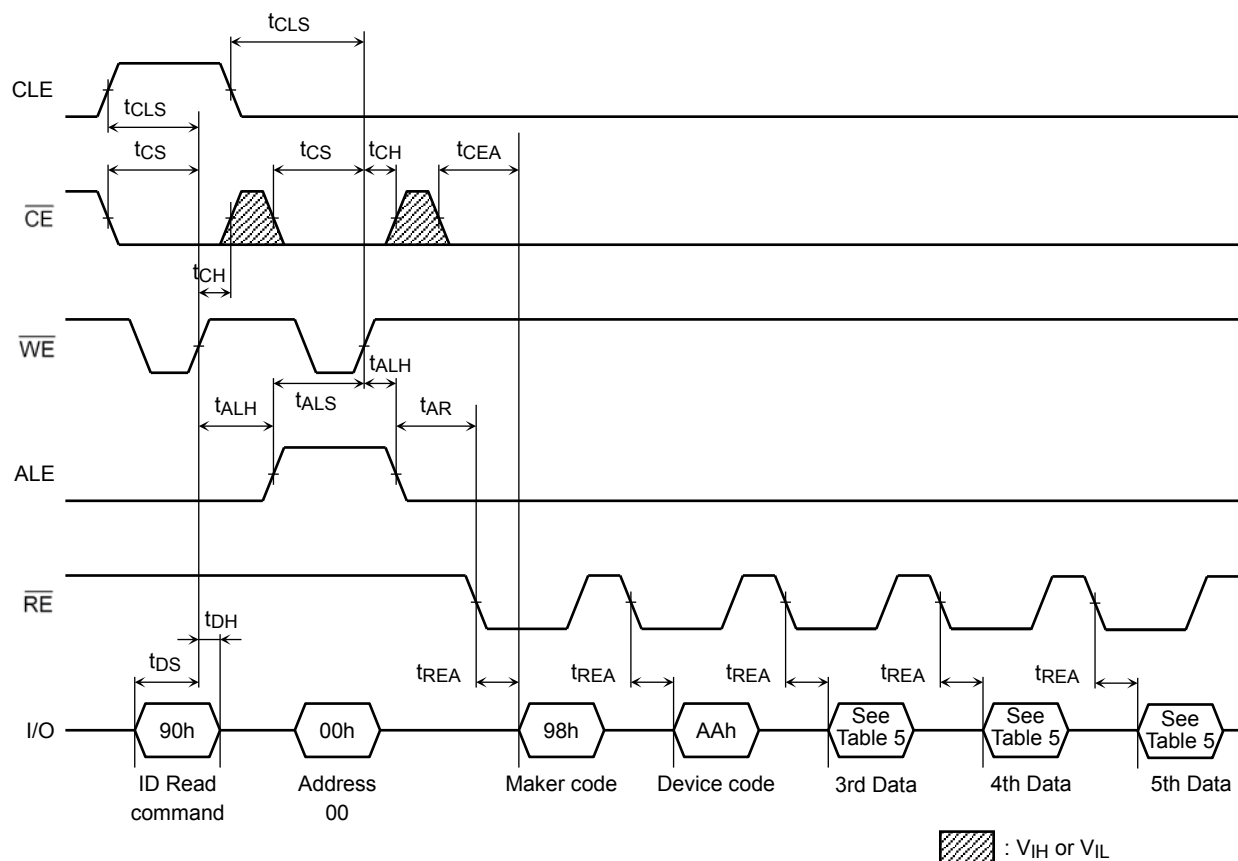 tCLS
CLE
tCLS
tCS
tCS
tCH
tCEA
CE
tCH
WE
tALH
tALH
tALS
tAR
ALE
RE
tDH
tDS
tREA
tREA
tREA
tREA
tREA
I/O
90h
00h
98h
AAh
See
Table 5
See
Table 5
See
Table 5
ID Read
command
Address
00
Maker code
Device code
3rd Data
4th Data
5th Data
: VIH or VIL